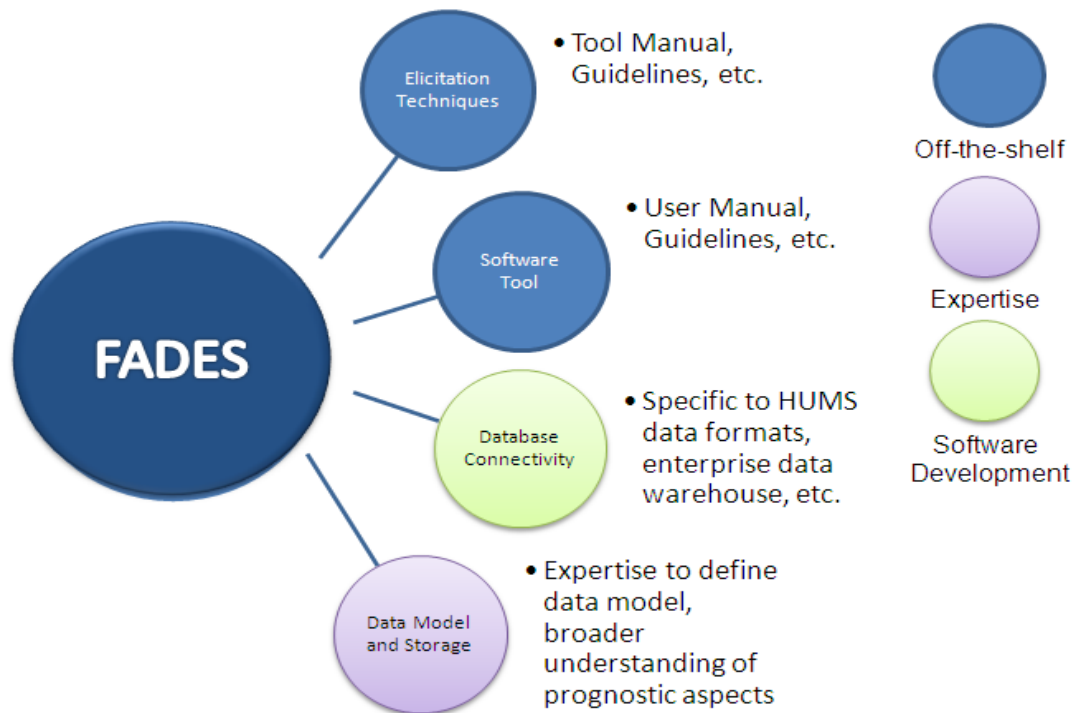 Elicitation
Techniques
• Tool Manual,
Guidelines, etc.
Off-the-shelf
FADES
Software
Tool
• User Manual,
Guidelines, etc.
Expertise
Database
Connectivity
• Specific to HUMS
data formats,
enterprise data
warehouse, etc.
Software
Development
Data Model
and Storage
• Expertise to define
data model,
broader
understanding of
prognostic aspects